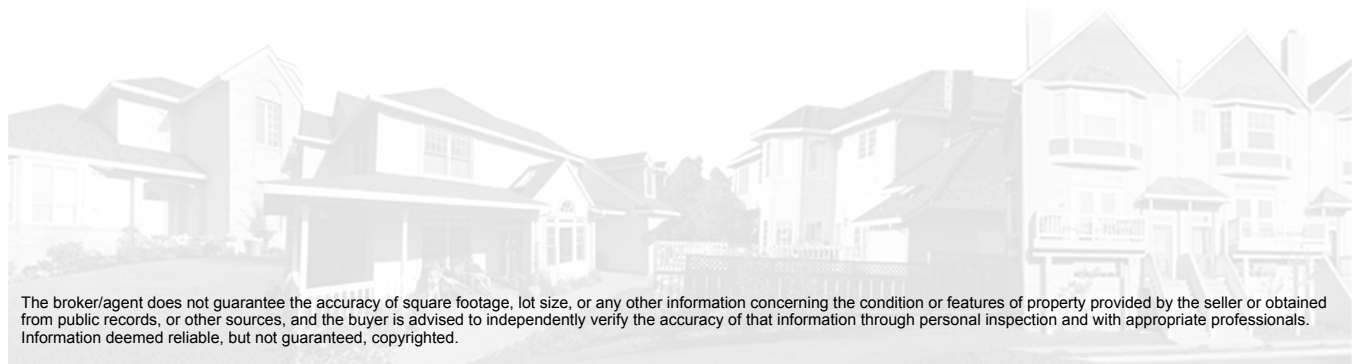 The broker/agent does not guarantee the accuracy of square footage, lot size, or any other information concerning the condition or features of property provided by the seller or obtained
from public records, or other sources, and the buyer is advised to independently verify the accuracy of that information through personal inspection and with appropriate professionals.
Information deemed reliable, but not guaranteed, copyrighted.